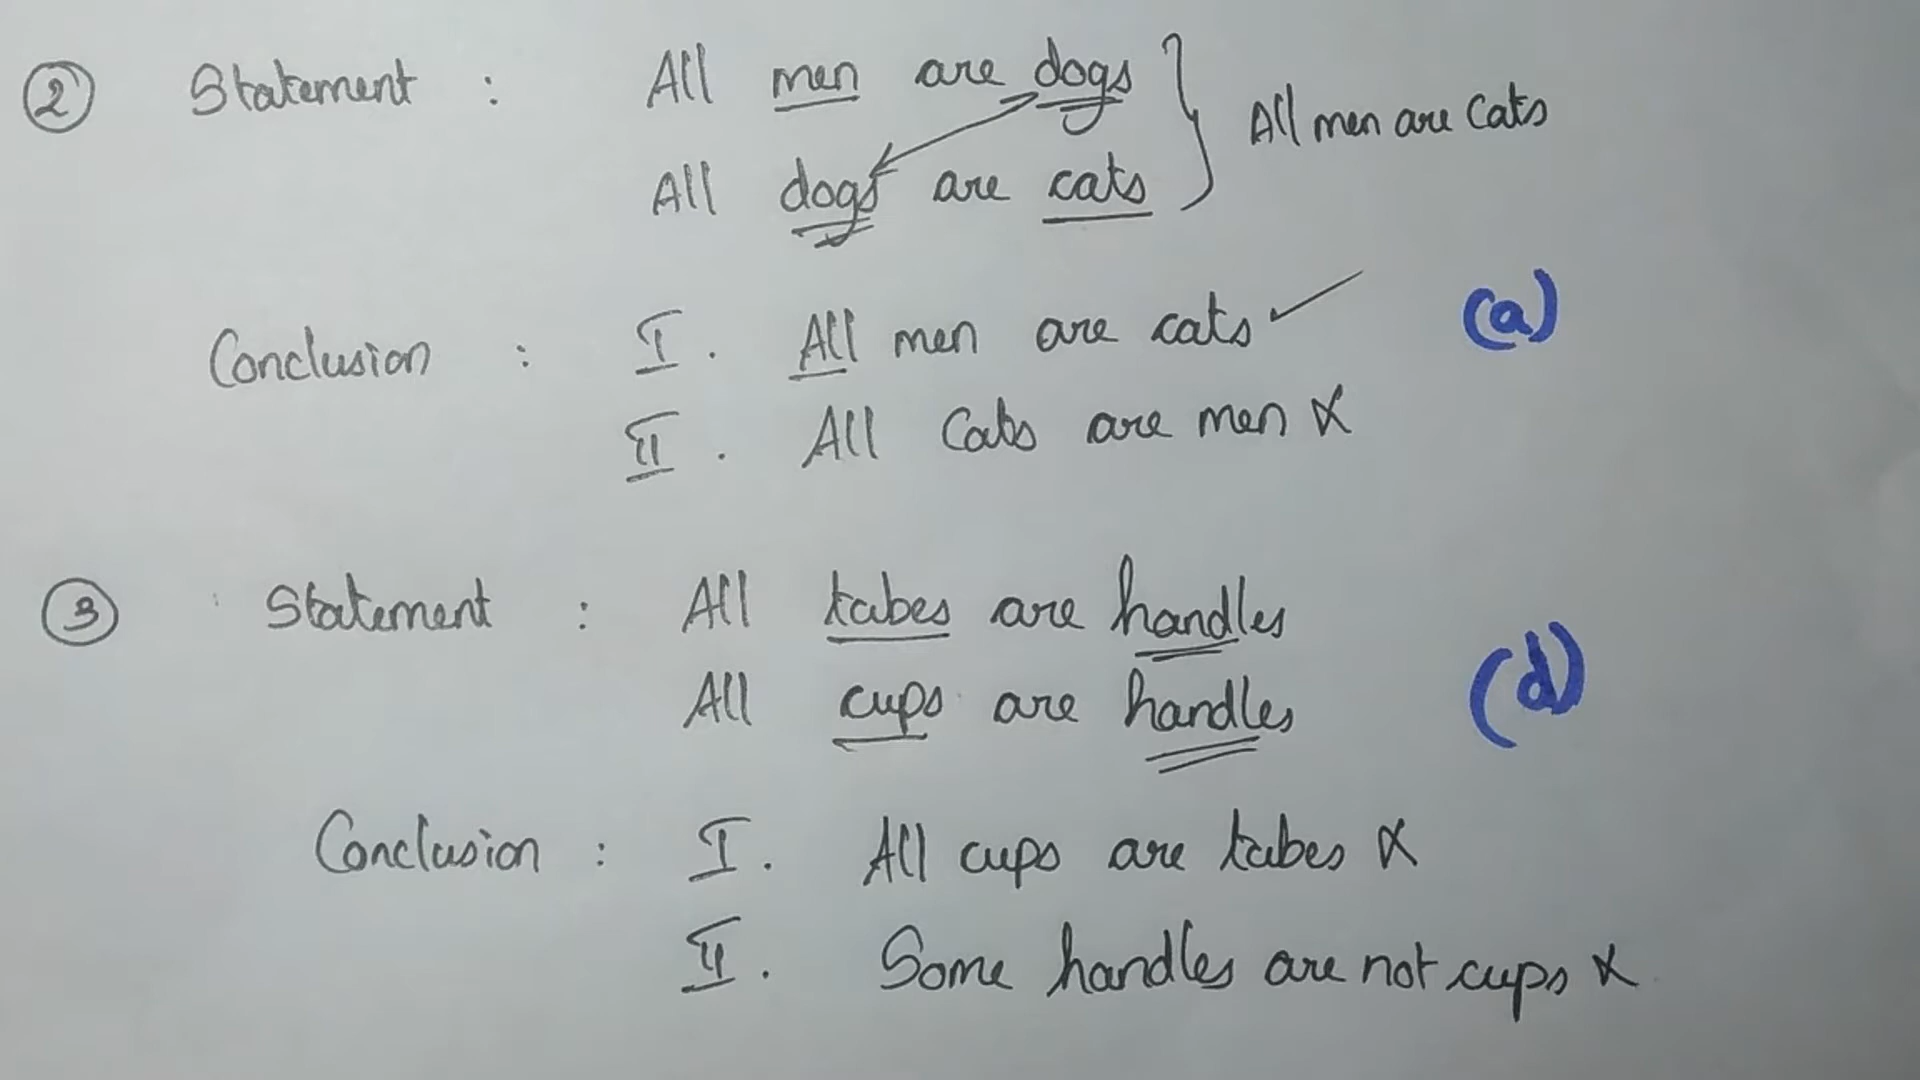 ② Statement : All men are dogs
All dogs are cats
All men are cats
Conclusion : I. All men are cats ✓ (a)
II. All Cats are men X
③ Statement : All tubes are handles
All cups are handles (d)
Conclusion : I. All cups are tubes X
II. Some handles are not cups X